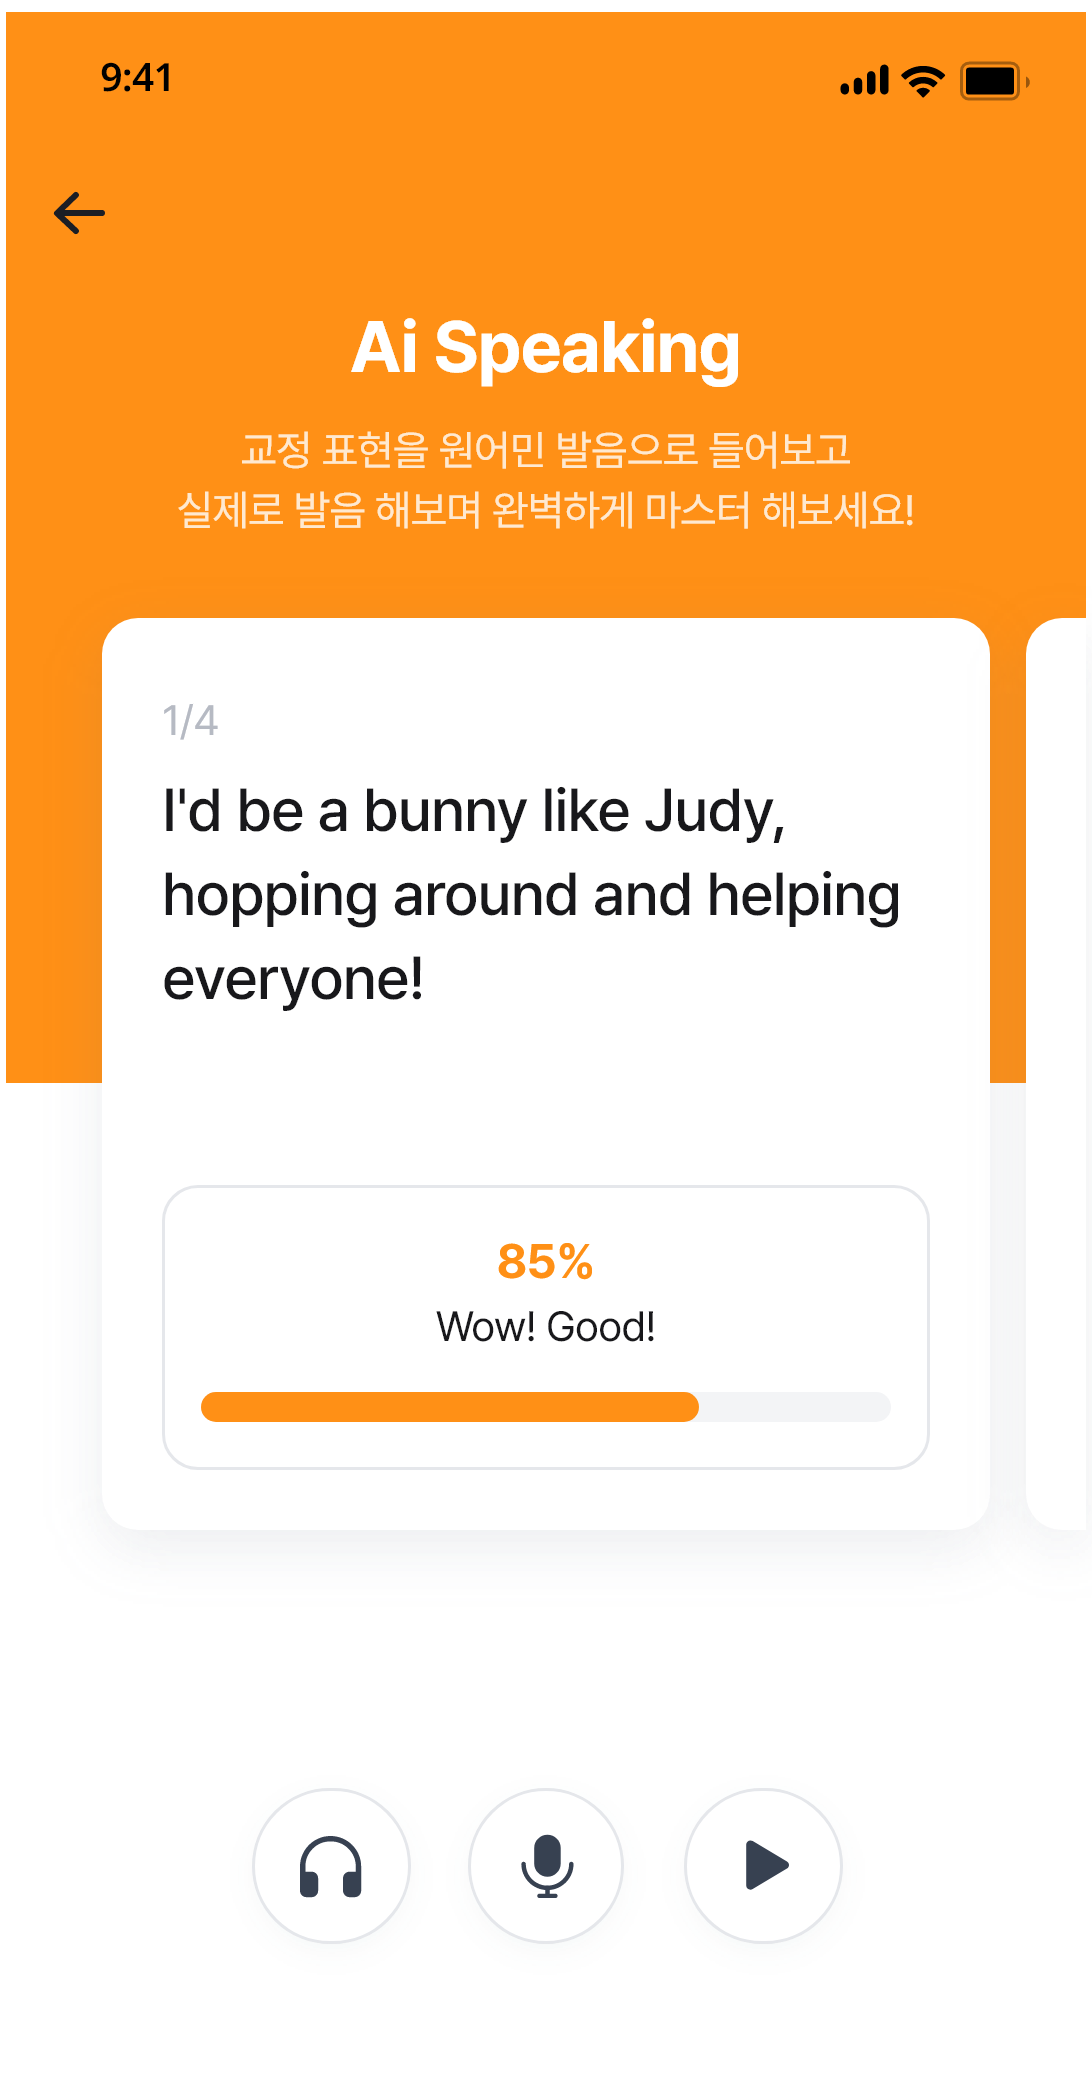 9:41
Ai Speaking
교정 표현을 원어민 발음으로 들어보고
실제로 발음 해보며 완벽하게 마스터 해보세요!
1/4
I'd be a bunny like Judy,
hopping around and helping
everyone!
85%
Wow! Good!